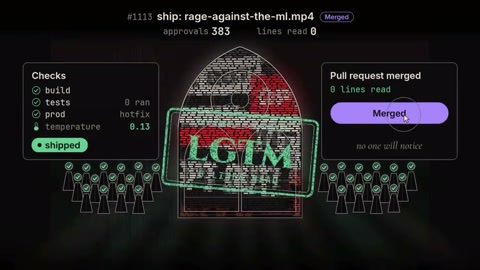 #1113 ship: rage-against-the-ml.mp4 Merged
approvals 383 lines read 0
Checks
build
tests 0 ran
prod hotfix
temperature 0.13
shipped
LGTM
Pull request merged
0 lines read
Merged
no one will notice